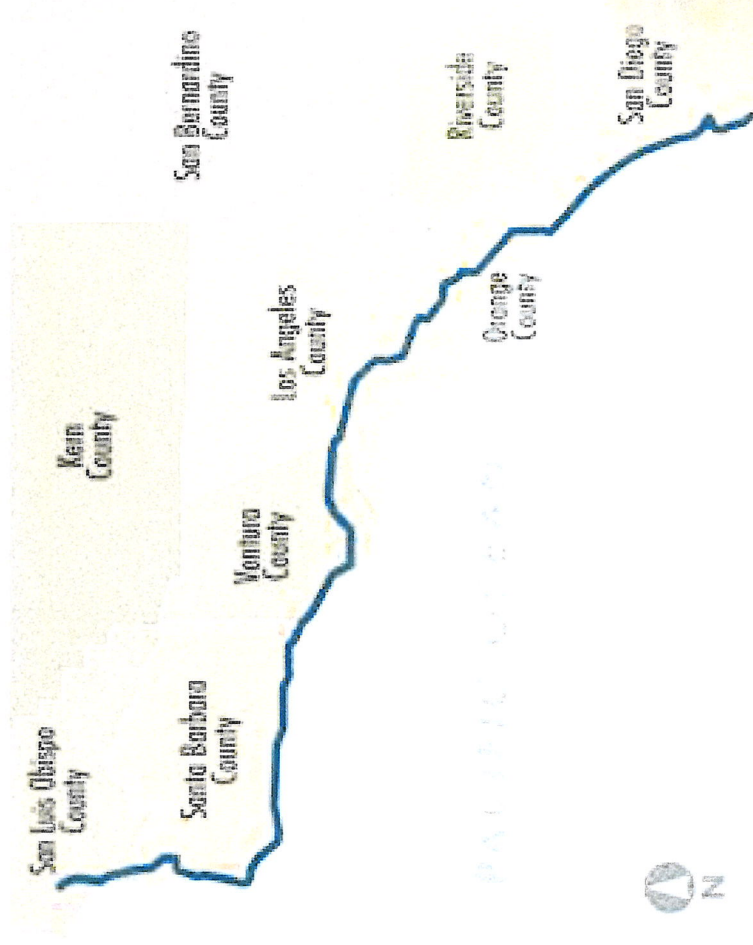 San Luis Obispo
County
Kern
County
Santa Barbara
County
Ventura
County
Los Angeles
County
San Bernardino
County
Orange
County
Riverside
County
San Diego
County
N